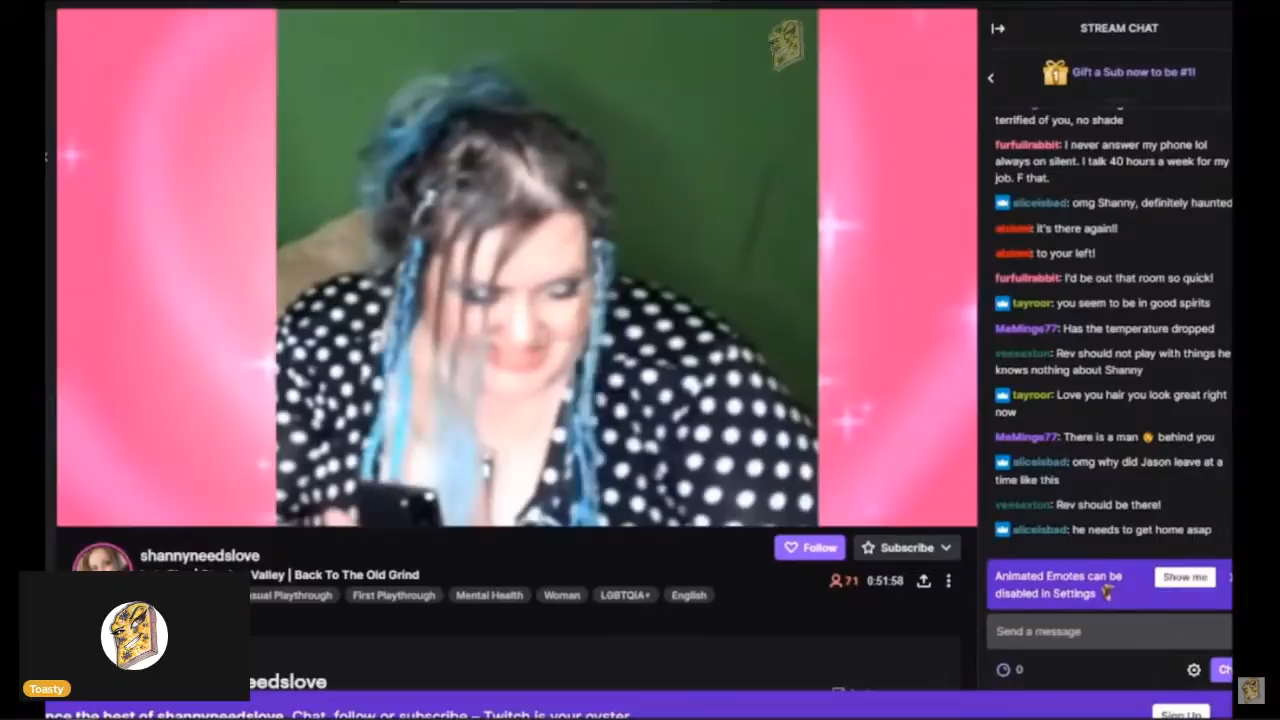 STREAM CHAT
Gift a Sub now to be #1!
terrified of you, no shade
furfullrabbit: I never answer my phone lol
always on silent. I talk 40 hours a week for my
job. F that.
aliceisbad: omg Shanny, definitely haunted
it's there again!!
to your left!
furfullrabbit: I'd be out that room so quick!
tayroor: you seem to be in good spirits
MsMinge77: Has the temperature dropped
Rev should not play with things he
knows nothing about Shanny
tayroor: Love you hair you look great right
now
MsMinge77: There is a man behind you
aliceisbad: omg why did Jason leave at a
time like this
Rev should be there!
aliceisbad: he needs to get home asap
Animated Emotes can be
disabled in Settings
Show me
Send a message
0
shannyneedslove
Follow
Subscribe
Valley | Back To The Old Grind
71
0:51:58
sual Playthrough
First Playthrough
Mental Health
Woman
LGBTQIA+
English
Toasty
edslove
nce the best of shannyneedslove. Chat, follow or subscribe – Twitch is your oyster
Sign Up